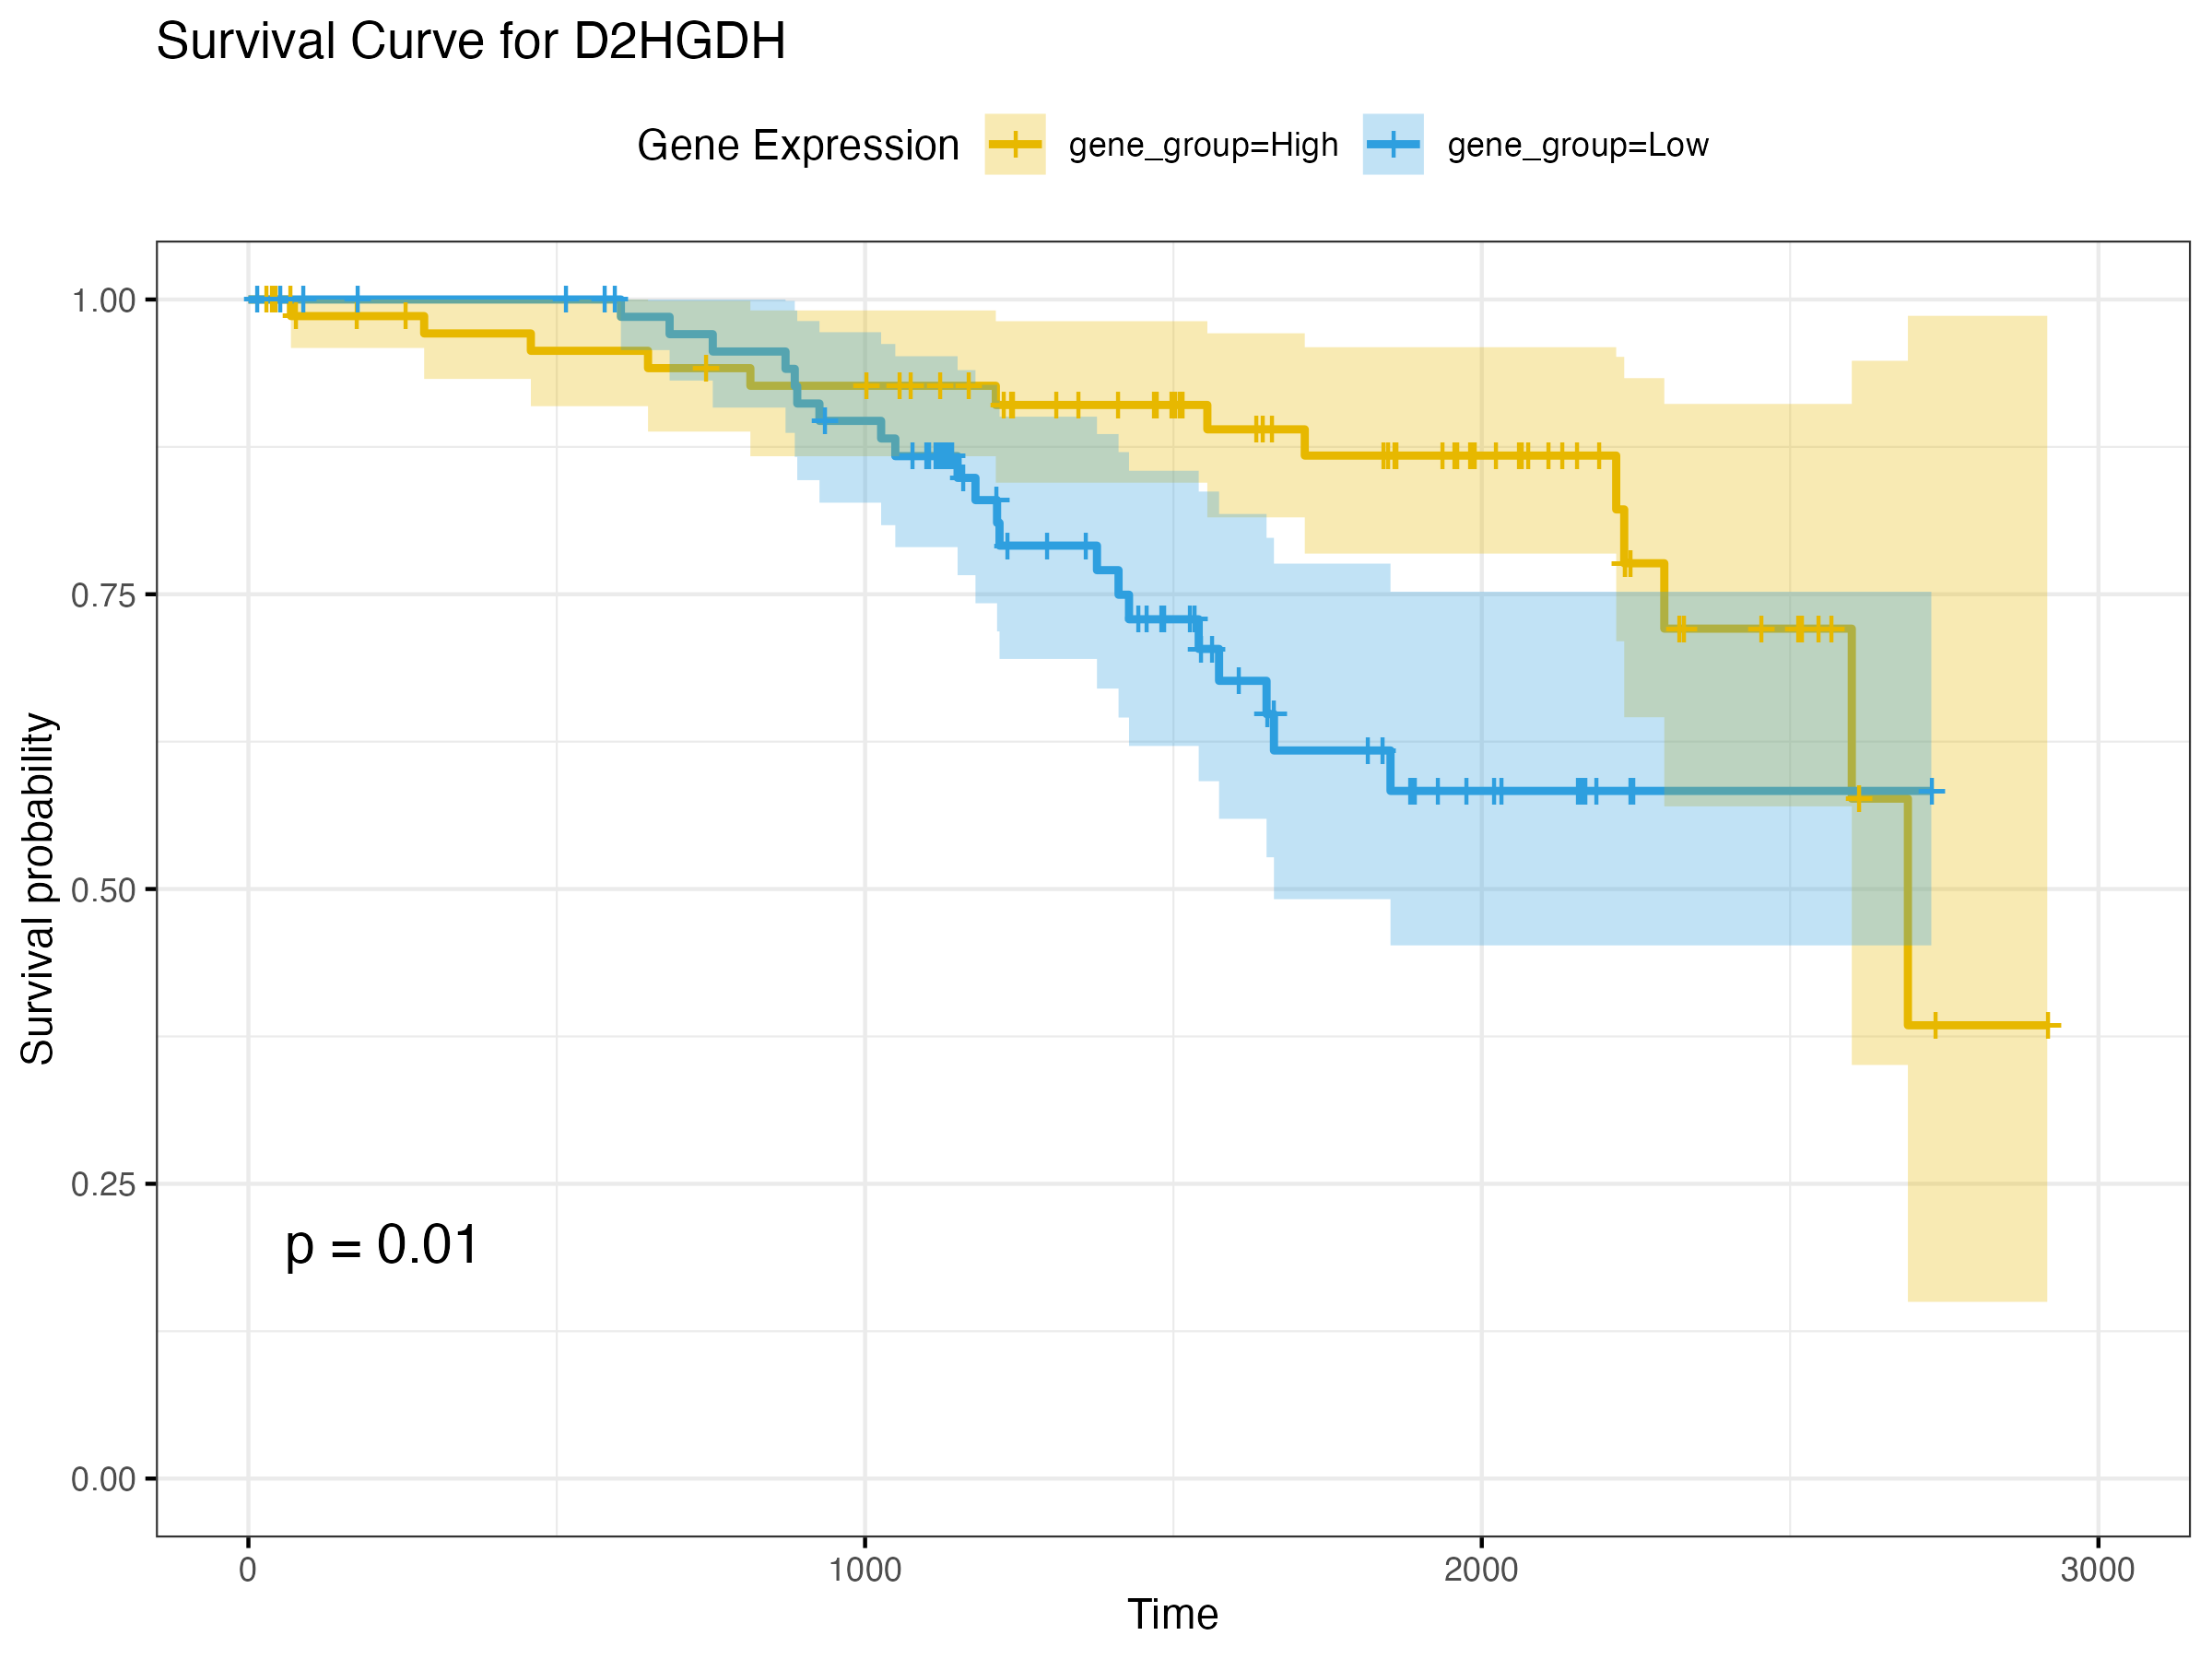 Survival Curve for D2HGDH
Gene Expression gene_group=High gene_group=Low
Survival probability
1.00
0.75
0.50
0.25
0.00
p = 0.01
0 1000 2000 3000
Time